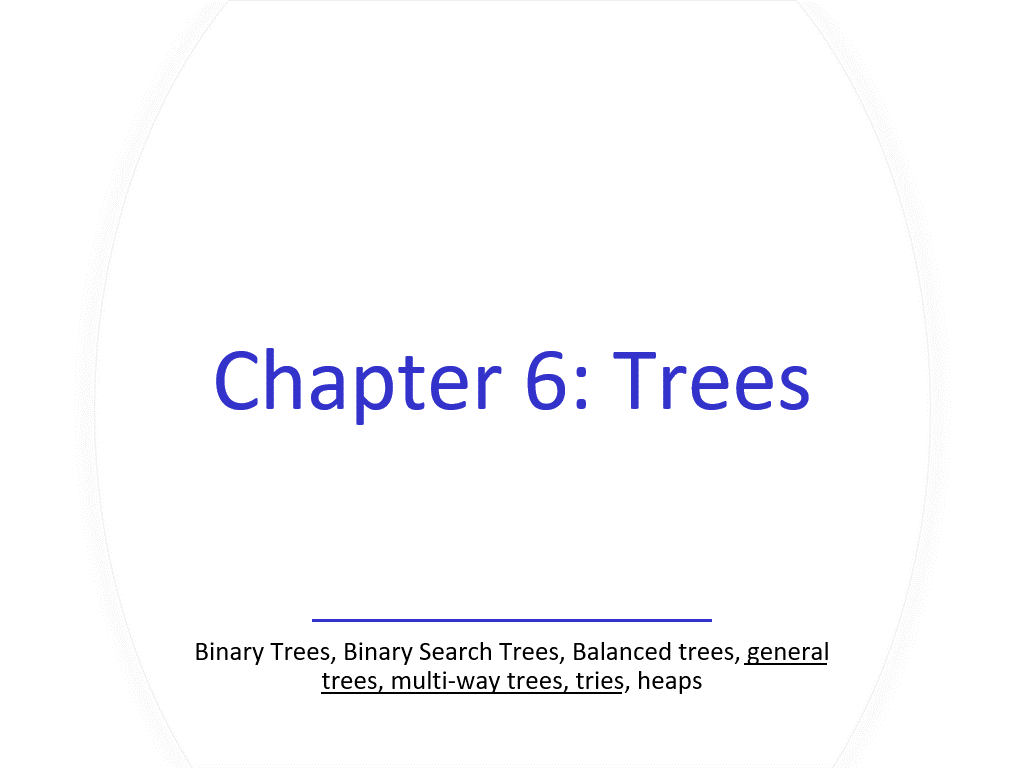 Chapter 6: Trees
Binary Trees, Binary Search Trees, Balanced trees, general
trees, multi-way trees, tries, heaps